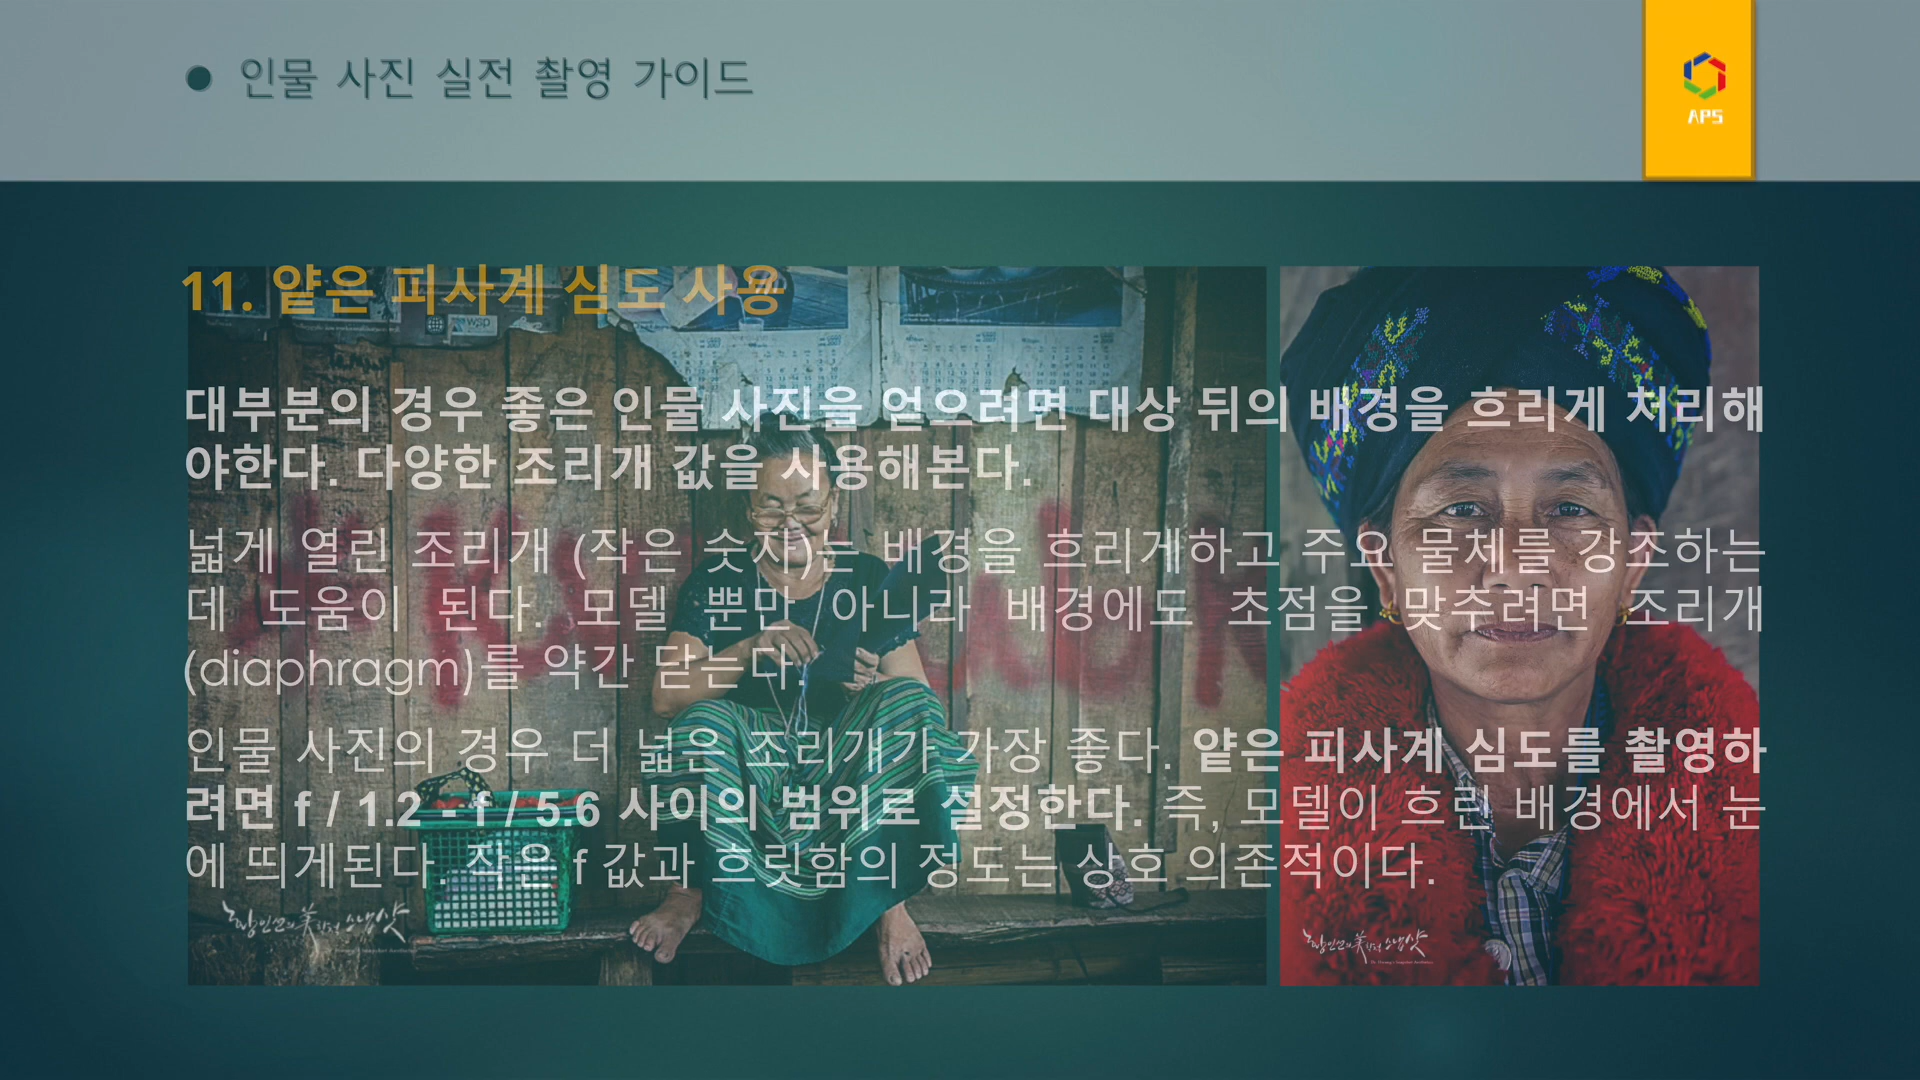 인물 사진 실전 촬영 가이드
APS
11. 얕은 피사계 심도 사용
대부분의 경우 좋은 인물 사진을 얻으려면 대상 뒤의 배경을 흐리게 처리해
야한다. 다양한 조리개 값을 사용해본다.
넓게 열린 조리개 (작은 숫자)는 배경을 흐리게하고 주요 물체를 강조하는
데 도움이 된다. 모델 뿐만 아니라 배경에도 초점을 맞추려면 조리개
(diaphragm)를 약간 닫는다.
인물 사진의 경우 더 넓은 조리개가 가장 좋다. 얕은 피사계 심도를 촬영하
려면 f / 1.2 - f / 5.6 사이의 범위로 설정한다. 즉, 모델이 흐린 배경에서 눈
에 띄게된다. 작은 f 값과 흐릿함의 정도는 상호 의존적이다.